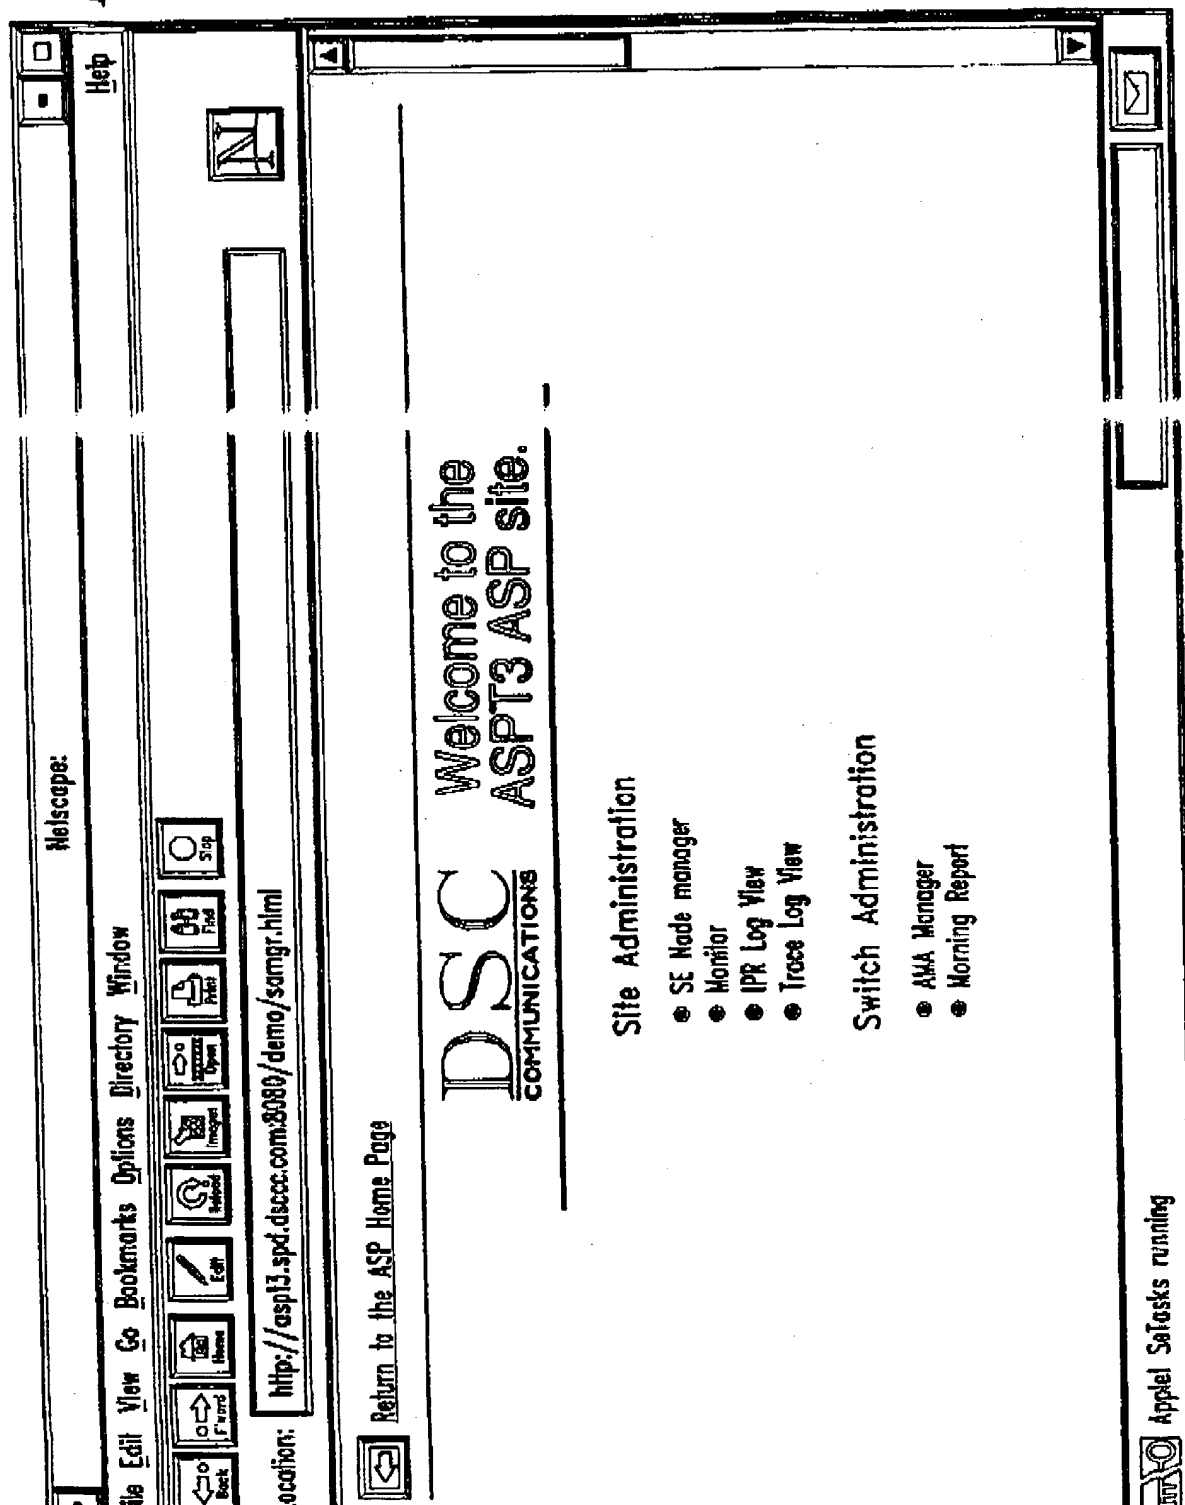 Netscape:
ile Edit View Go Bookmarks Options Directory Window Help
Back F'word Home Edit Reload Images Open Print Find Stop
ocation: http://aspt3.spd.dsccc.com:8080/demo/samgr.html
N
Return to the ASP Home Page
DSC
COMMUNICATIONS
Welcome to the
ASPT3 ASP site.
Site Administration
SE Node manager
Monitor
IPR Log View
Trace Log View
Switch Administration
AMA Manager
Morning Report
Applet SeTasks running